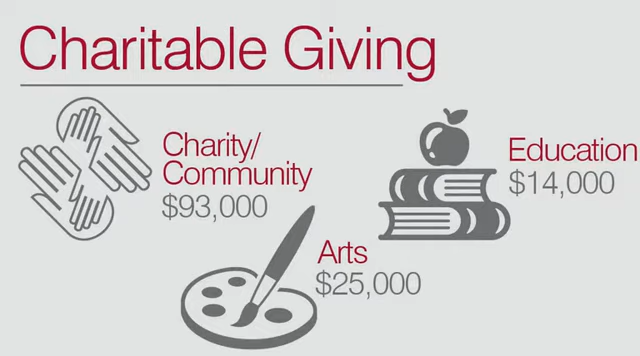 Charitable Giving
Charity/
Community
$93,000
Education
$14,000
Arts
$25,000